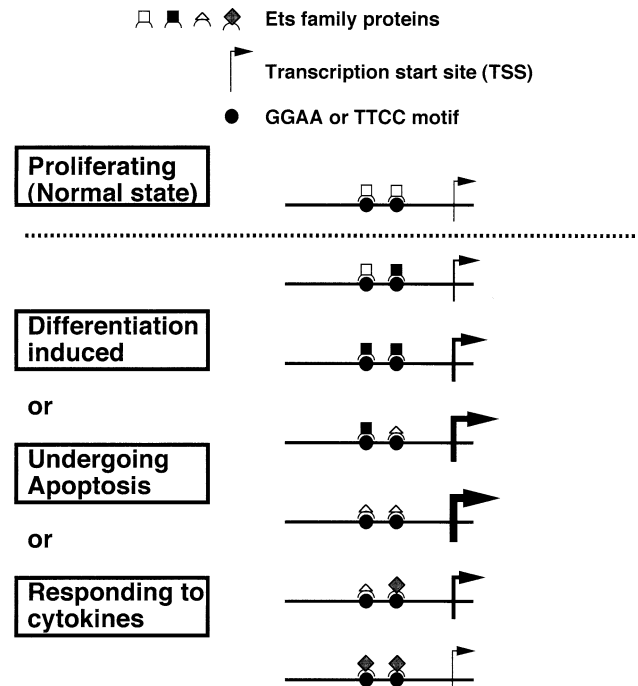 Ets family proteins
Transcription start site (TSS)
GGAA or TTCC motif
Proliferating
(Normal state)
Differentiation
induced
or
Undergoing
Apoptosis
or
Responding to
cytokines